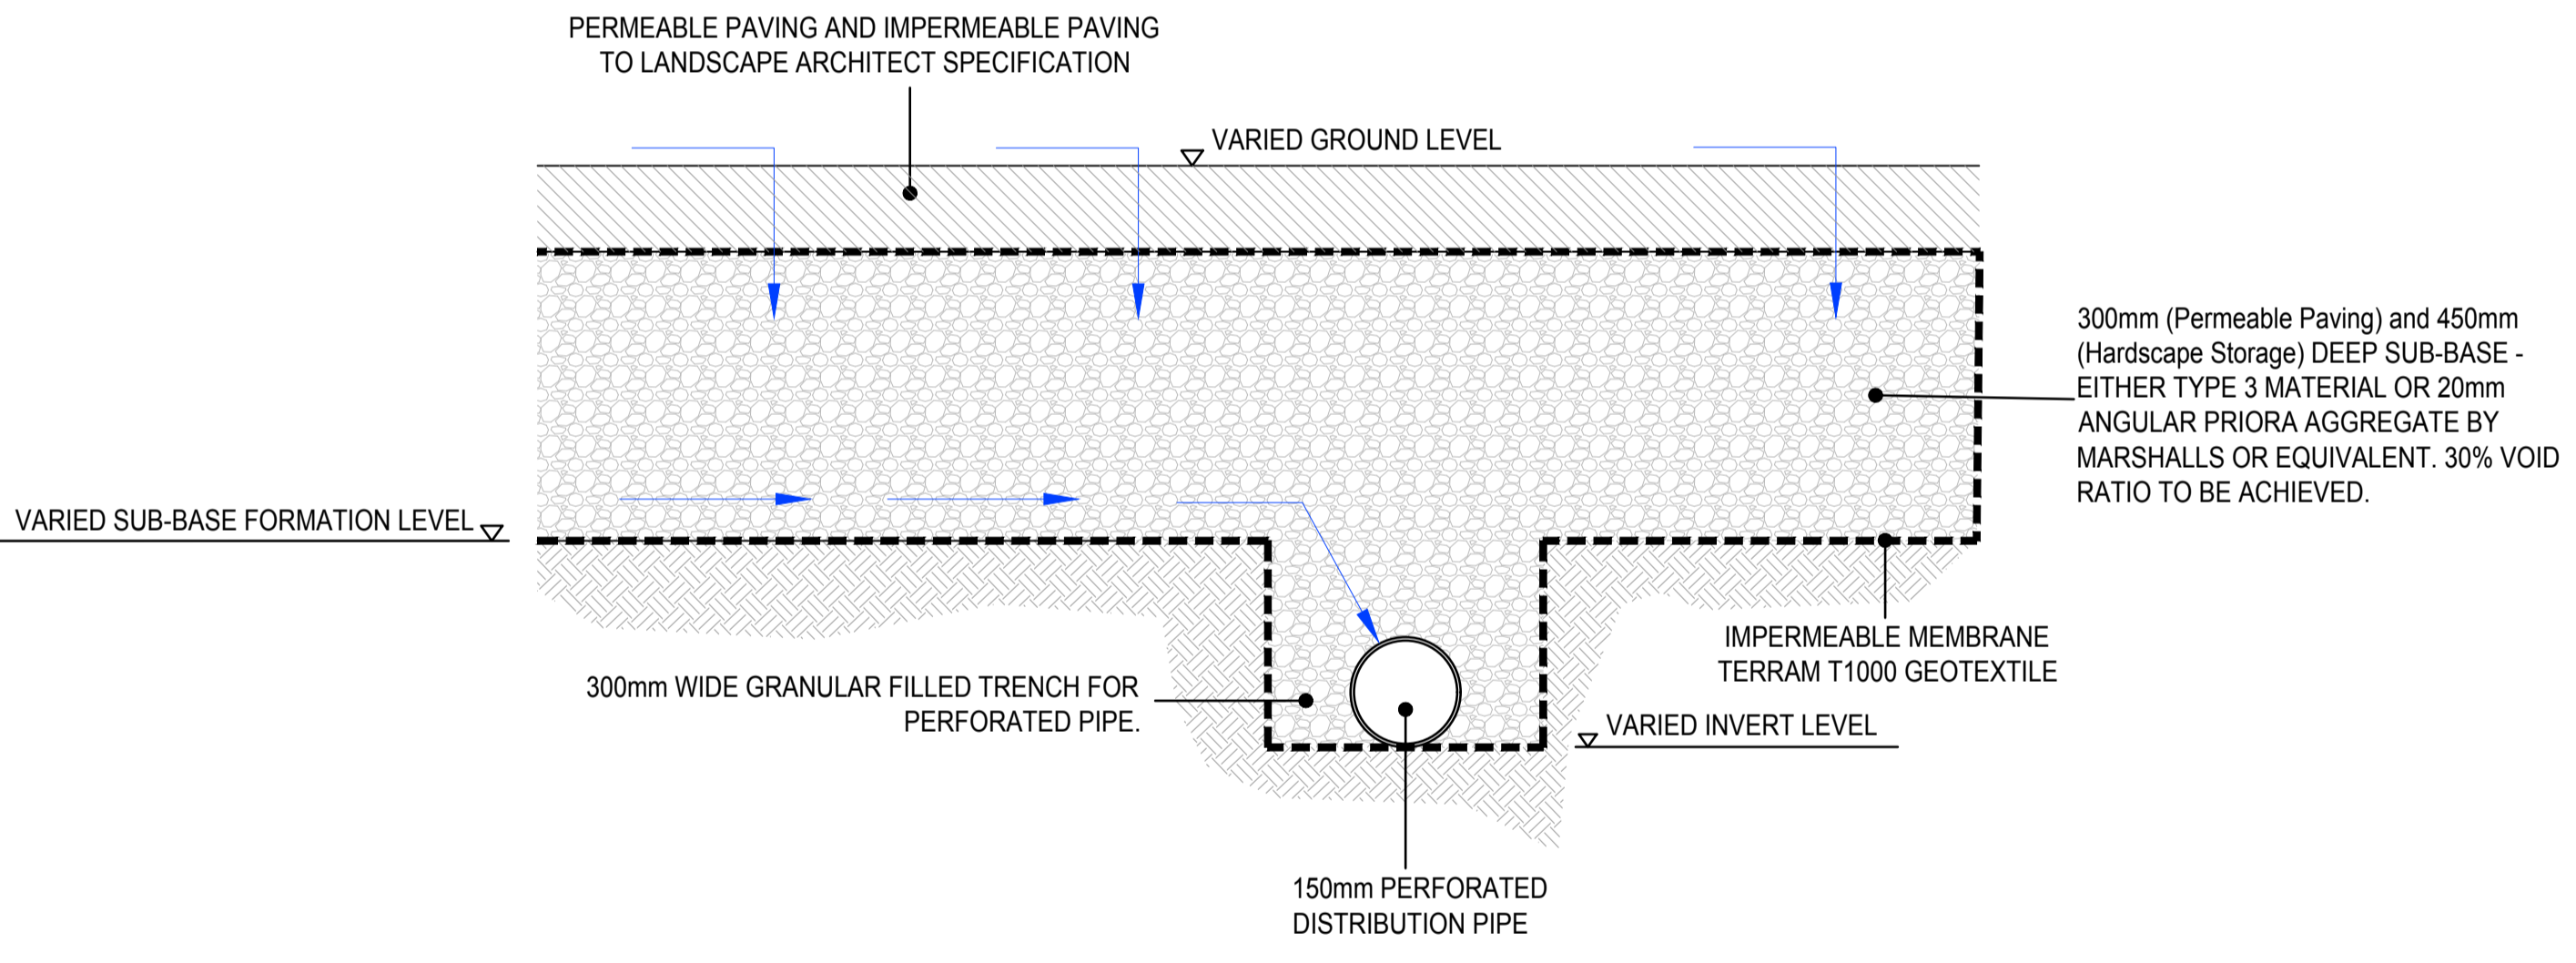 PERMEABLE PAVING AND IMPERMEABLE PAVING
TO LANDSCAPE ARCHITECT SPECIFICATION
VARIED GROUND LEVEL
300mm (Permeable Paving) and 450mm
(Hardscape Storage) DEEP SUB-BASE -
EITHER TYPE 3 MATERIAL OR 20mm
ANGULAR PRIORA AGGREGATE BY
MARSHALLS OR EQUIVALENT. 30% VOID
RATIO TO BE ACHIEVED.
VARIED SUB-BASE FORMATION LEVEL
IMPERMEABLE MEMBRANE
TERRAM T1000 GEOTEXTILE
300mm WIDE GRANULAR FILLED TRENCH FOR
PERFORATED PIPE.
VARIED INVERT LEVEL
150mm PERFORATED
DISTRIBUTION PIPE